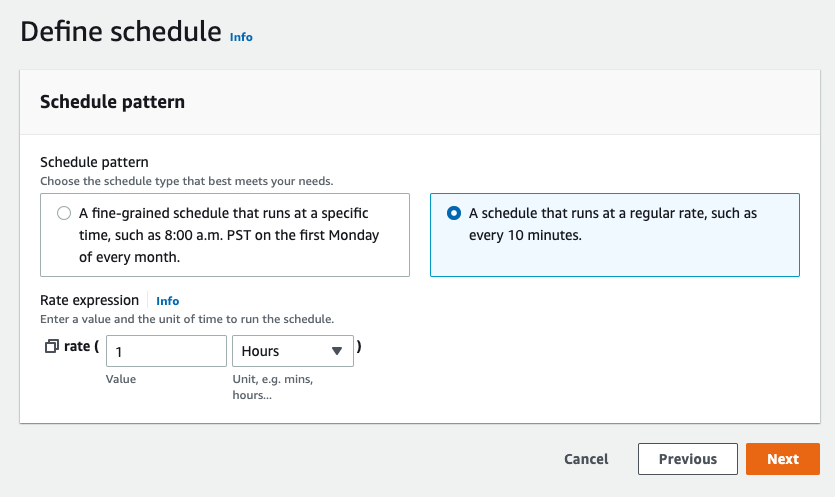 Define schedule Info
Schedule pattern
Schedule pattern
Choose the schedule type that best meets your needs.
A fine-grained schedule that runs at a specific
time, such as 8:00 a.m. PST on the first Monday
of every month.
A schedule that runs at a regular rate, such as
every 10 minutes.
Rate expression Info
Enter a value and the unit of time to run the schedule.
rate ( 1 Hours )
Value
Unit, e.g. mins,
hours...
Cancel Previous Next